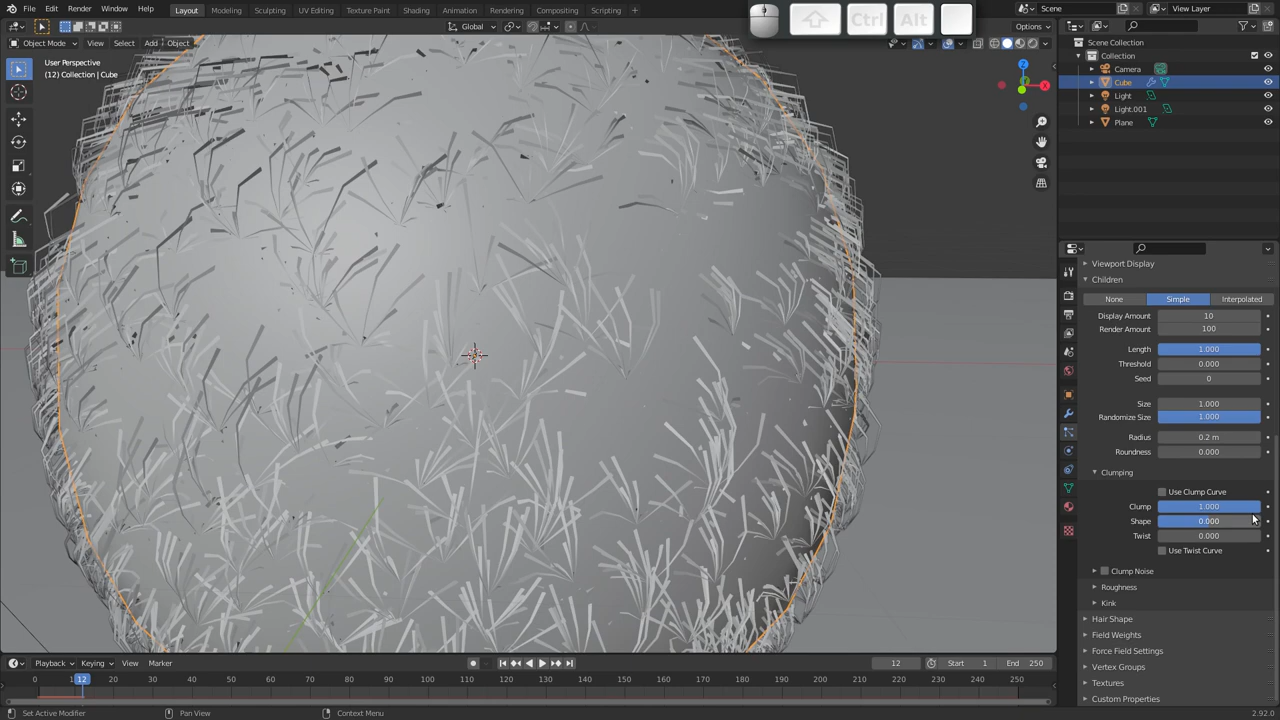 File Edit Render Window Help Layout Modeling Sculpting UV Editing Texture Paint Shading Animation Rendering Compositing Scripting + Ctrl Alt Scene View Layer
Global Options
Object Mode View Select Add Object
User Perspective
(12) Collection | Cube
X
Scene Collection
Collection
Camera
Cube
Light
Light.001
Plane
Viewport Display
Children
None Simple Interpolated
Display Amount 10
Render Amount 100
Length 1.000
Threshold 0.000
Seed 0
Size 1.000
Randomize Size 1.000
Radius 0.2 m
Roundness 0.000
Clumping
Use Clump Curve
Clump 1.000
Shape 0.000
Twist 0.000
Use Twist Curve
Clump Noise
Roughness
Kink
Hair Shape
Field Weights
Force Field Settings
Vertex Groups
Textures
Custom Properties
Playback Keying View Marker 12 Start 1 End 250
0 12 20 30 40 50 60 70 80 90 100 110 120 130 140 150 160 170 180 190 200 210 220 230 240 250
Set Active Modifier Pan View Context Menu 2.92.0